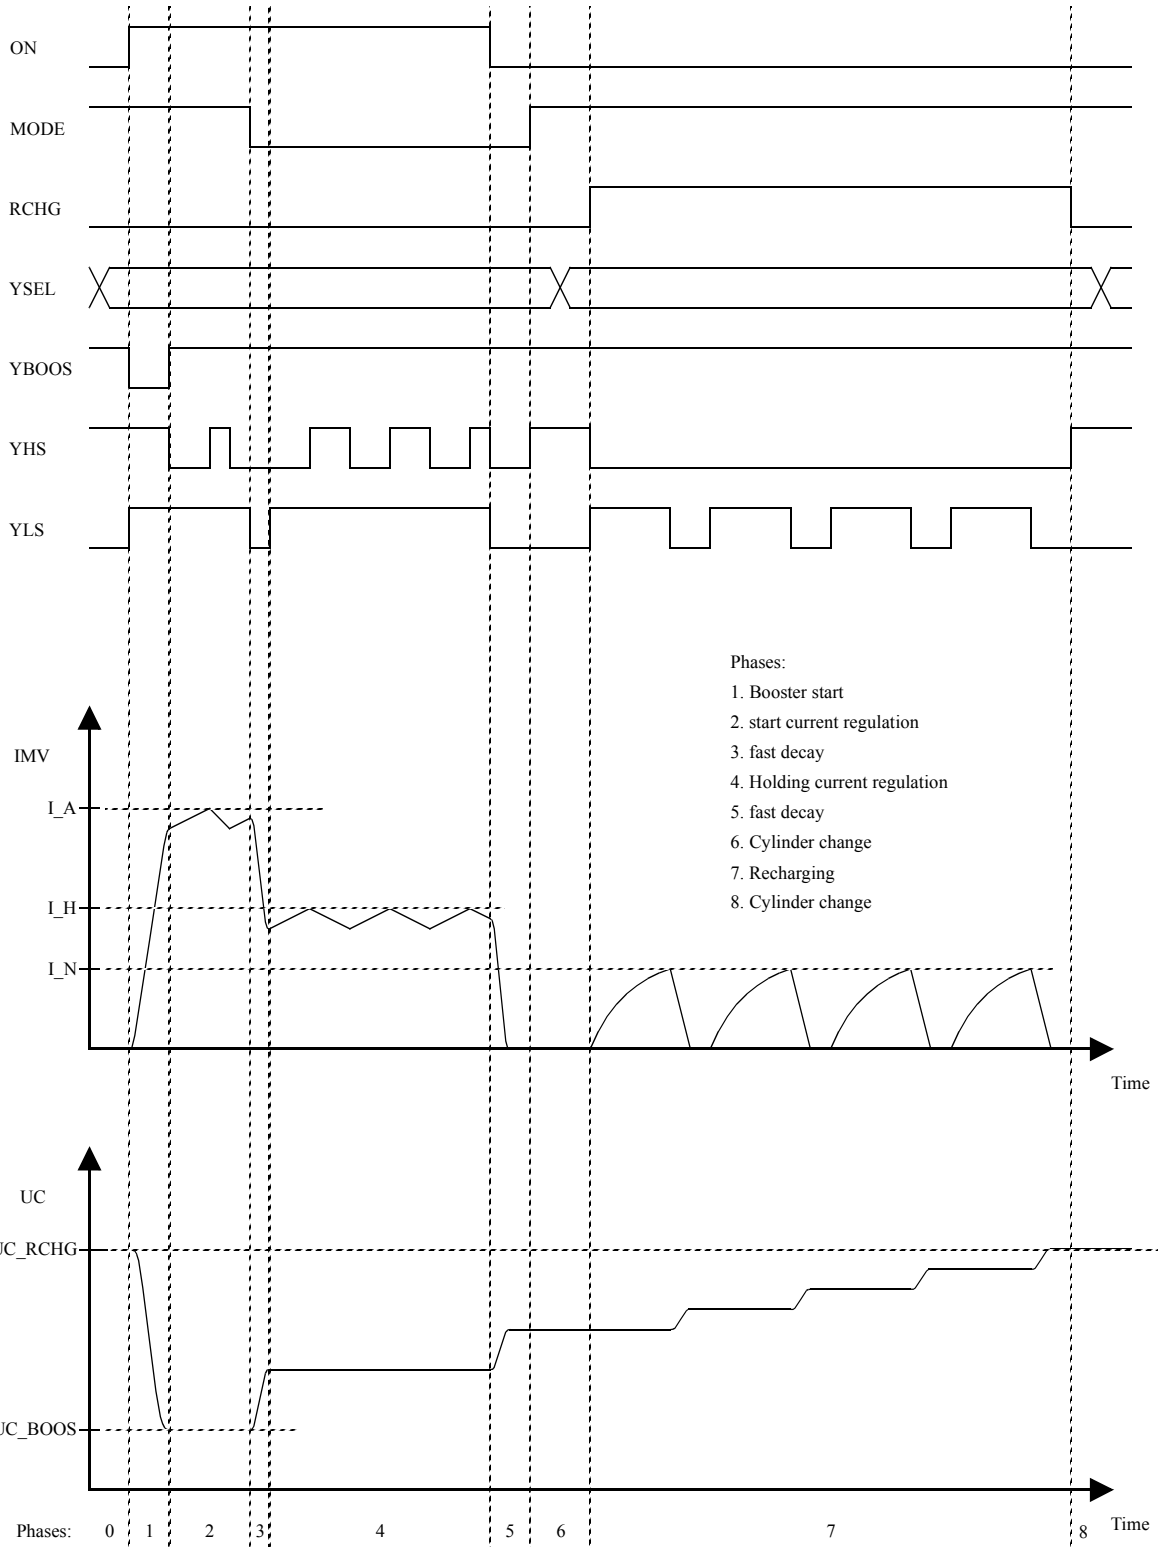 ON
MODE
RCHG
YSEL
YBOOS
YHS
YLS
Phases:
1. Booster start
2. start current regulation
3. fast decay
4. Holding current regulation
5. fast decay
6. Cylinder change
7. Recharging
8. Cylinder change
IMV
I_A
I_H
I_N
Time
UC
UC_RCHG
UC_BOOS
Time
Phases: 0 1 2 3 4 5 6 7 8